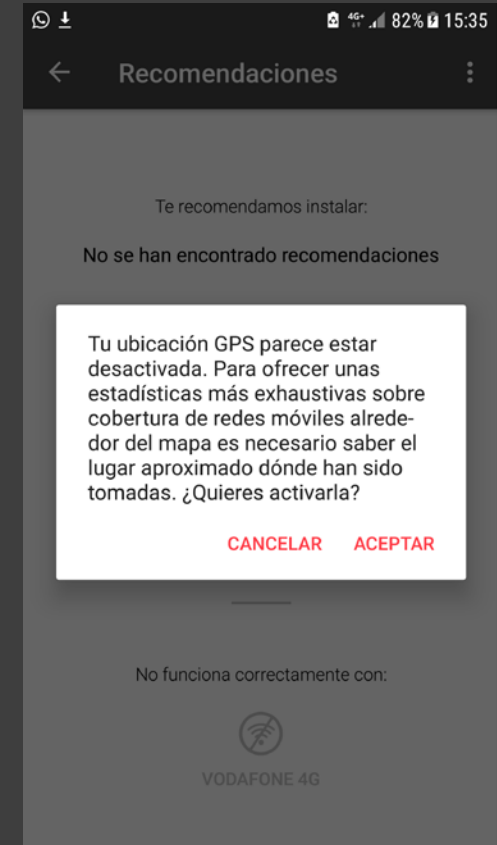 4G+ 82% 15:35
Recomendaciones
Te recomendamos instalar:
No se han encontrado recomendaciones
Tu ubicación GPS parece estar
desactivada. Para ofrecer unas
estadísticas más exhaustivas sobre
cobertura de redes móviles alrede-
dor del mapa es necesario saber el
lugar aproximado dónde han sido
tomadas. ¿Quieres activarla?
CANCELAR ACEPTAR
No funciona correctamente con:
VODAFONE 4G